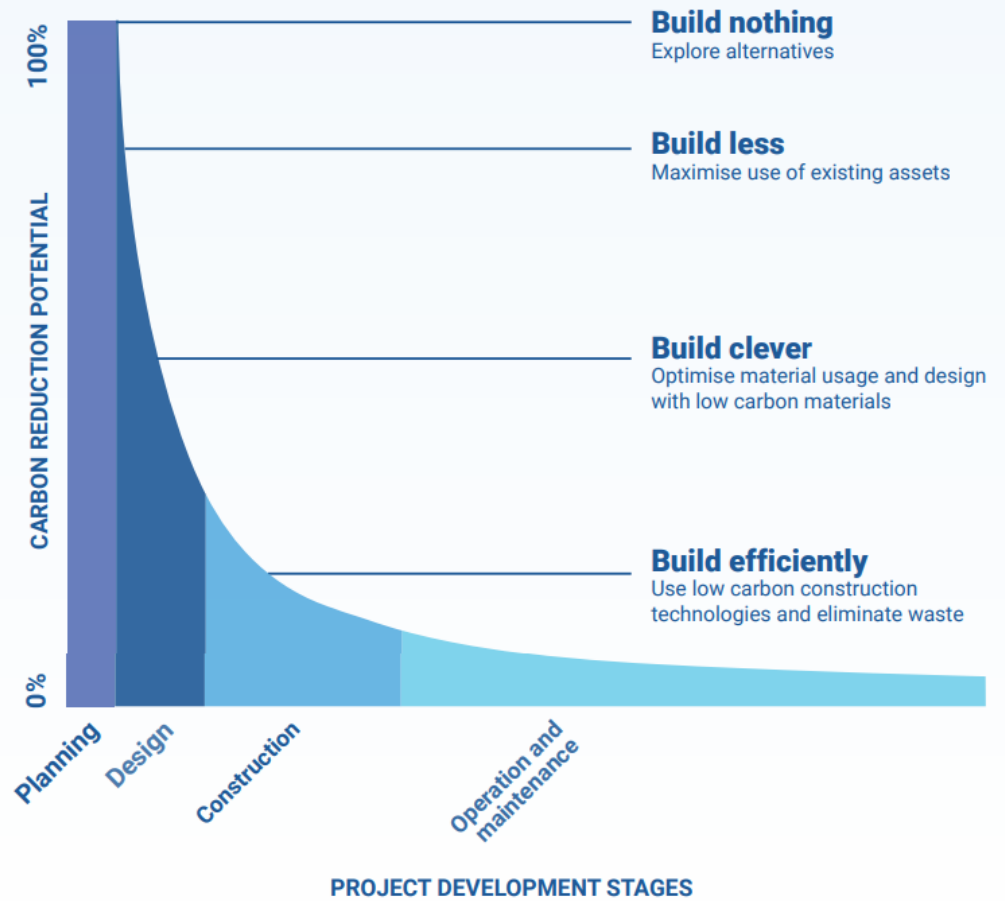 100%
CARBON REDUCTION POTENTIAL
0%
Build nothing
Explore alternatives
Build less
Maximise use of existing assets
Build clever
Optimise material usage and design
with low carbon materials
Build efficiently
Use low carbon construction
technologies and eliminate waste
Planning
Design
Construction
Operation and
maintenance
PROJECT DEVELOPMENT STAGES